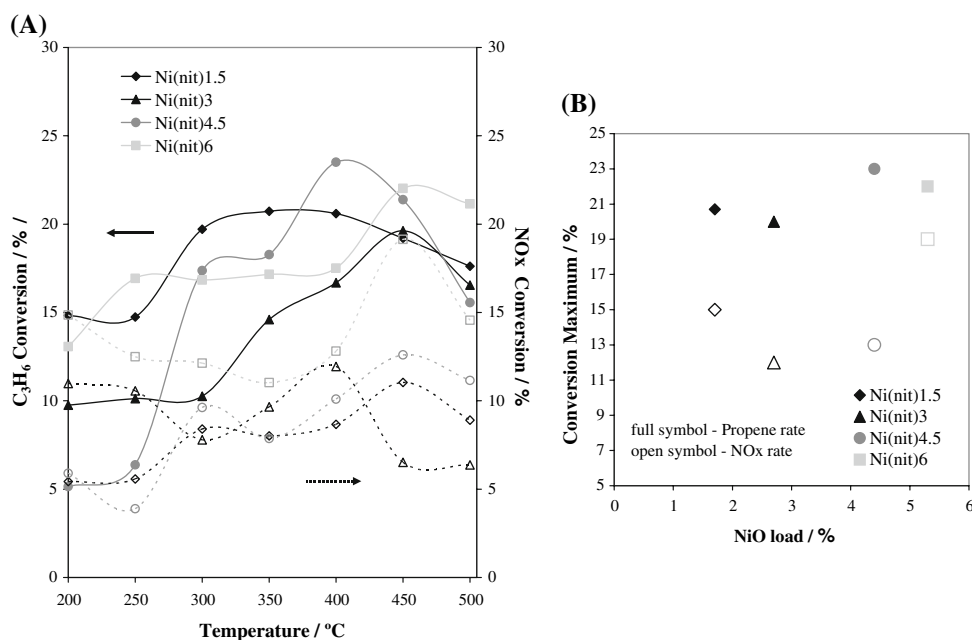 (A)
30
25
20
15
10
5
0
C3H6 Conversion / %
Ni(nit)1.5
Ni(nit)3
Ni(nit)4.5
Ni(nit)6
30
25
20
15
10
5
0
NOx Conversion / %
200 250 300 350 400 450 500
Temperature / ºC
(B)
25
23
21
19
17
15
13
11
9
7
5
Conversion Maximum / %
Ni(nit)1.5
Ni(nit)3
Ni(nit)4.5
Ni(nit)6
full symbol - Propene rate
open symbol - NOx rate
0 1 2 3 4 5 6
NiO load / %